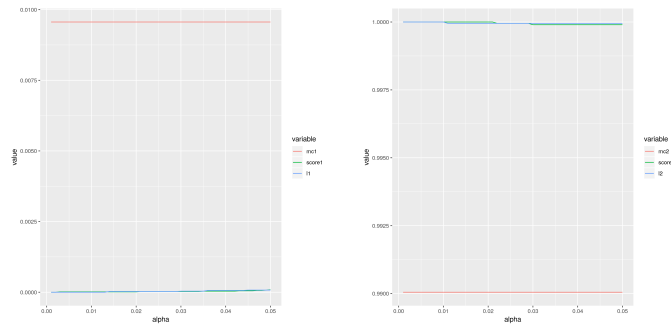 0.0100
0.0075
0.0050
0.0025
0.0000
value
0.00 0.01 0.02 0.03 0.04 0.05
alpha
variable
mc1
score1
l1
1.0000
0.9975
0.9950
0.9925
0.9900
value
0.00 0.01 0.02 0.03 0.04 0.05
alpha
variable
mc2
score
l2